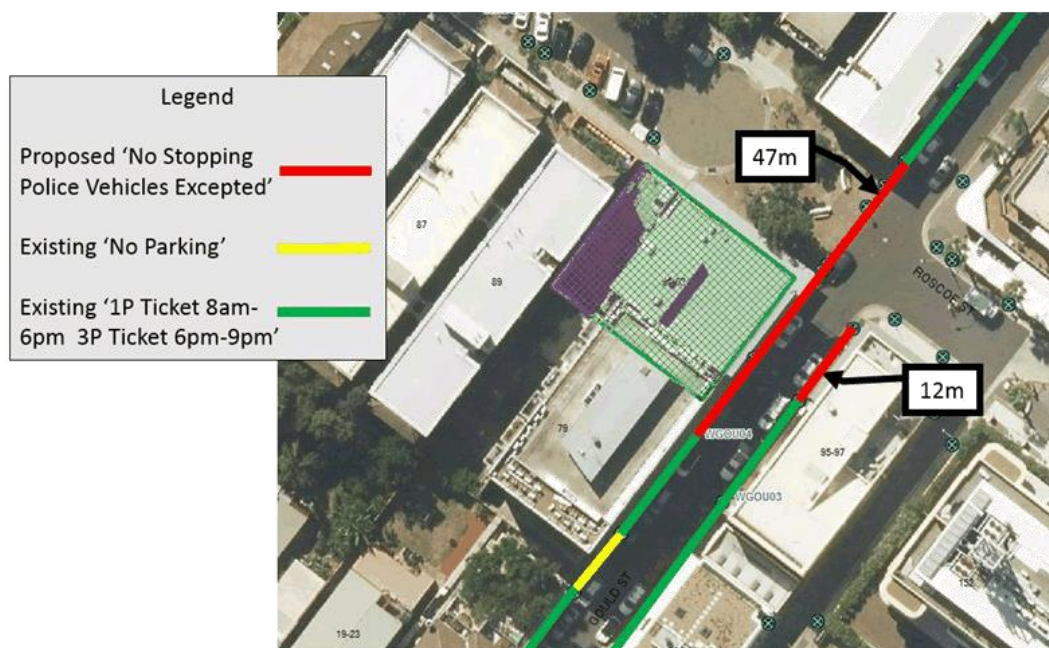 Legend
Proposed ‘No Stopping
Police Vehicles Excepted’
Existing ‘No Parking’
Existing ‘1P Ticket 8am-
6pm 3P Ticket 6pm-9pm’
47m
87
89
ROSCOE ST
12m
79
WGOU04
95-97
WGOU03
GOULD ST
152
19-23